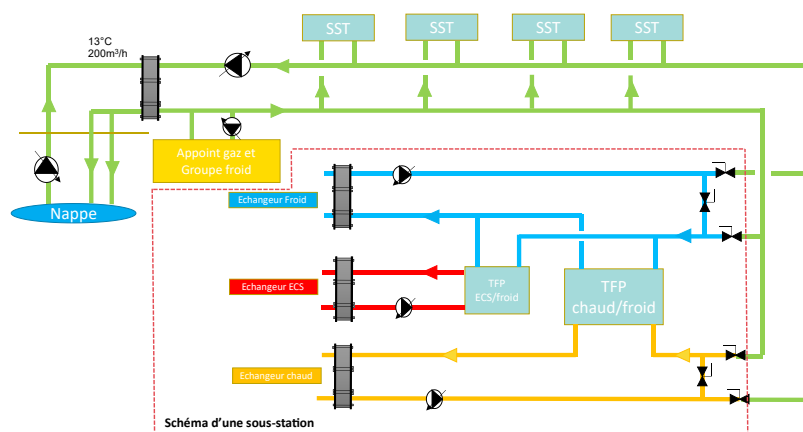 SST
SST
SST
SST
13°C
200m³/h
Appoint gaz et
Groupe froid
Nappe
Echangeur Froid
Echangeur ECS
TFP
ECS/froid
TFP
chaud/froid
Echangeur chaud
Schéma d'une sous-station